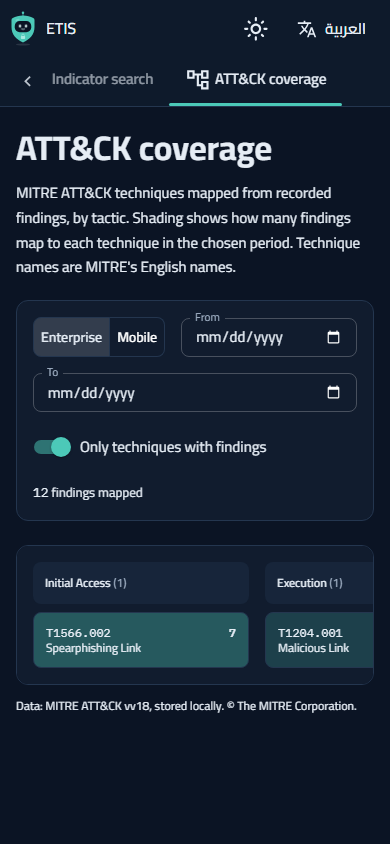 ETIS
العربية
Indicator search
ATT&CK coverage
ATT&CK coverage
MITRE ATT&CK techniques mapped from recorded
findings, by tactic. Shading shows how many findings
map to each technique in the chosen period. Technique
names are MITRE's English names.
Enterprise
Mobile
From
mm/dd/yyyy
To
mm/dd/yyyy
Only techniques with findings
12 findings mapped
Initial Access (1)
Execution (1)
T1566.002
7
Spearphishing Link
T1204.001
Malicious Link
Data: MITRE ATT&CK vv18, stored locally. © The MITRE Corporation.